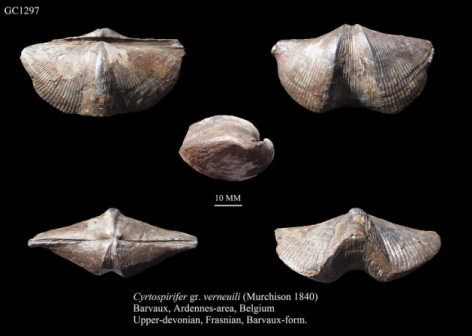 GC1297
10 MM
Cyrtospirifer gr. verneuili (Murchison 1840)
Barvaux, Ardennes-area, Belgium
Upper-devonian, Frasnian, Barvaux-form.